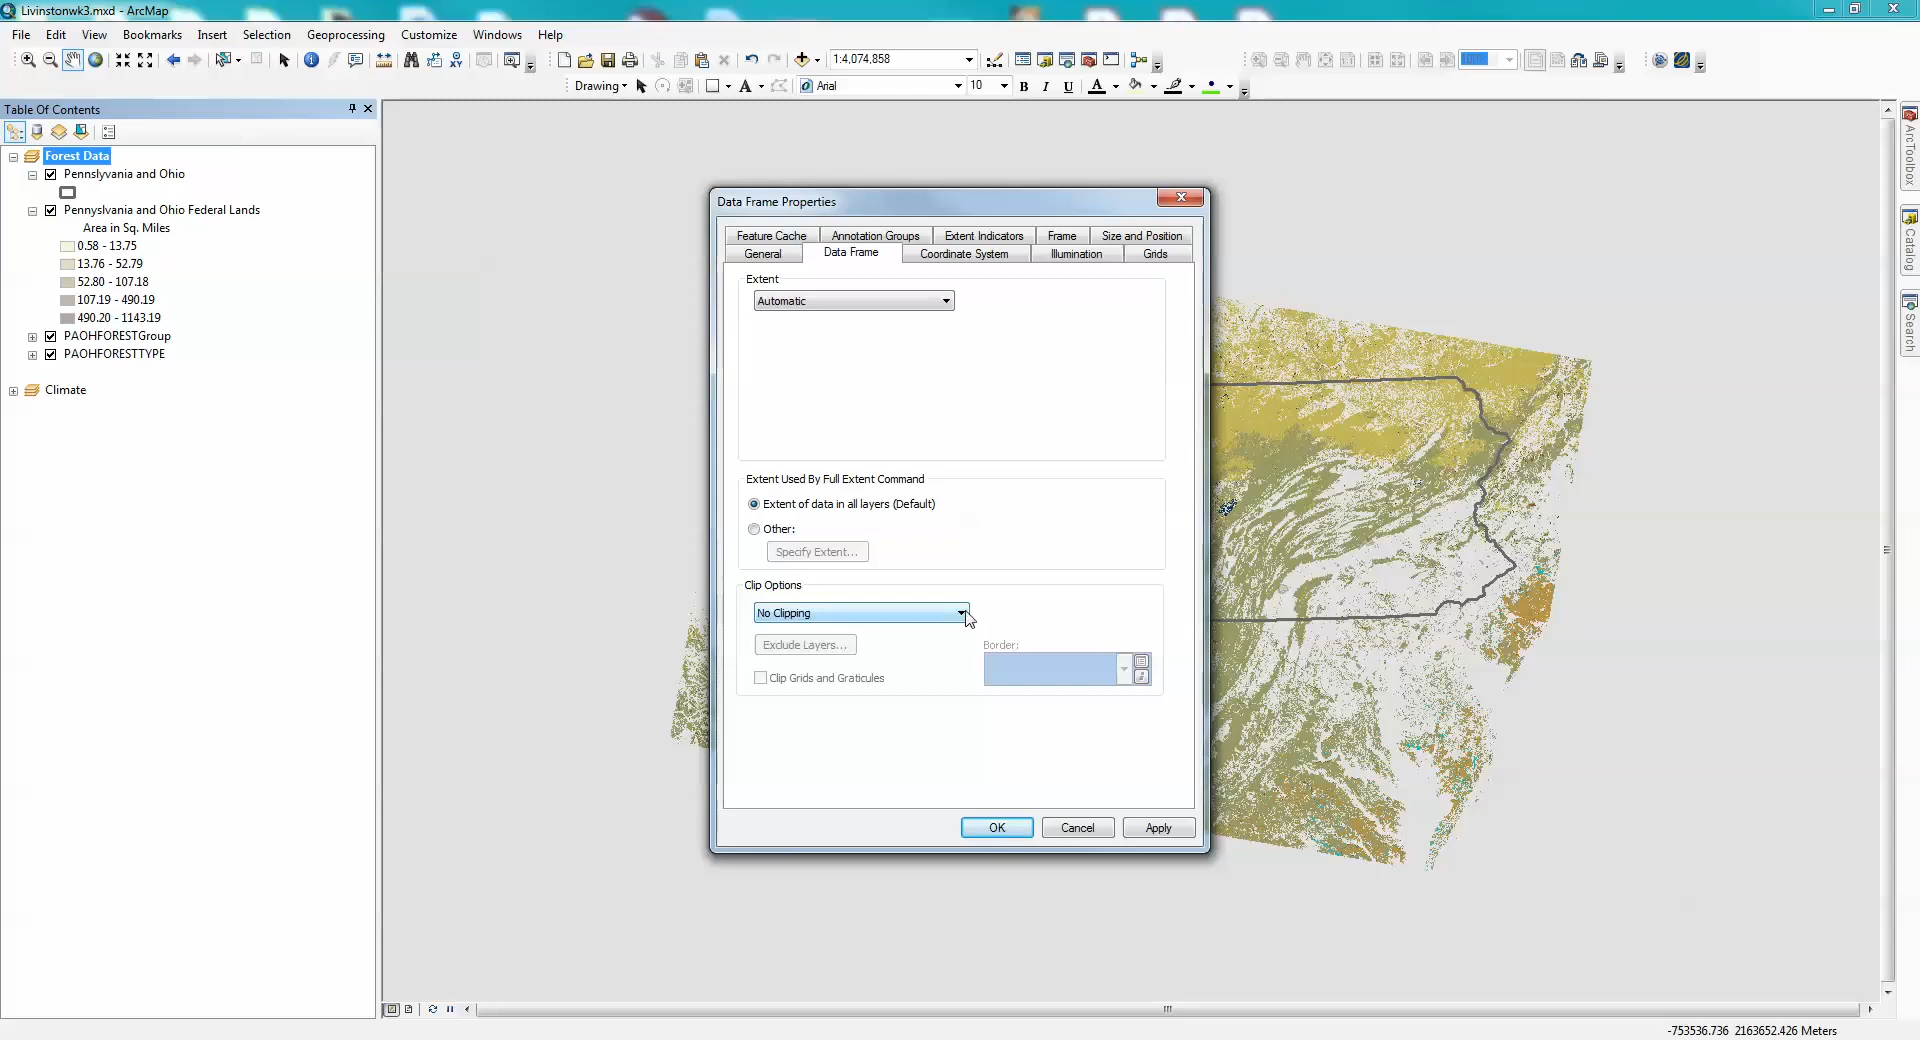 Livinstonwk3.mxd - ArcMap
File Edit View Bookmarks Insert Selection Geoprocessing Customize Windows Help
1:4,074,858
Drawing A Arial 10 B I U A
Table Of Contents
Forest Data
Pennslyvania and Ohio
Pennyslvania and Ohio Federal Lands
Area in Sq. Miles
0.58 - 13.75
13.76 - 52.79
52.80 - 107.18
107.19 - 490.19
490.20 - 1143.19
PAOHFORESTGroup
PAOHFORESTTYPE
Climate
Data Frame Properties
Feature Cache Annotation Groups Extent Indicators Frame Size and Position
General Data Frame Coordinate System Illumination Grids
Extent
Automatic
Extent Used By Full Extent Command
Extent of data in all layers (Default)
Other:
Specify Extent...
Clip Options
No Clipping
Exclude Layers...
Border:
Clip Grids and Graticules
OK Cancel Apply
ArcToolbox
Catalog
Search
-753536.736 2163652.426 Meters